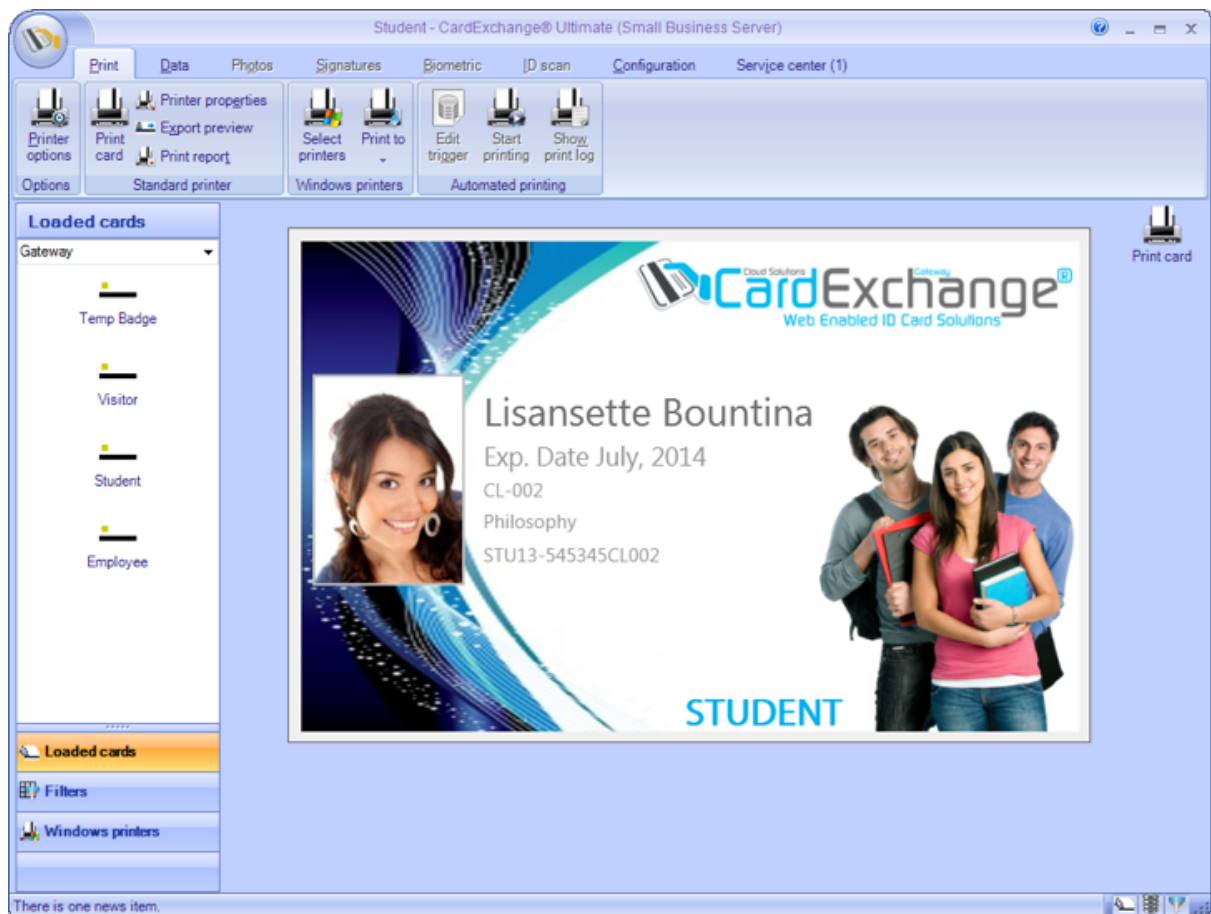 Student - CardExchange® Ultimate (Small Business Server)
Print Data Photos Signatures Biometric ID scan Configuration Service center (1)
Printer options
Print card
Printer properties
Export preview
Print report
Select printers
Print to
Edit trigger
Start printing
Show print log
Options Standard printer Windows printers Automated printing
Loaded cards
Gateway
Temp Badge
Visitor
Student
Employee
Loaded cards
Filters
Windows printers
Print card
Cloud Solutions Gateway
CardExchange®
Web Enabled ID Card Solutions
Lisansette Bountina
Exp. Date July, 2014
CL-002
Philosophy
STU13-545345CL002
STUDENT
There is one news item.